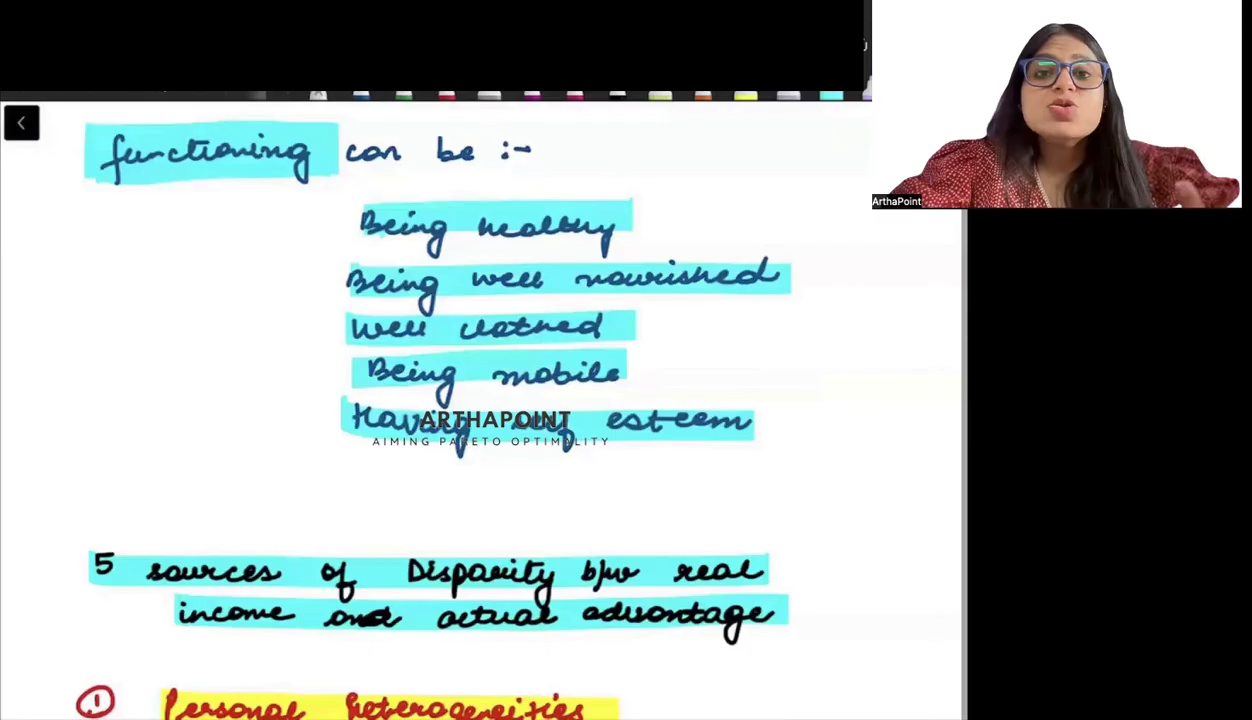 ArthaPoint
functioning can be :-
Being healthy
Being well nourished
Well clothed
Being mobile
Having self esteem
ARTHAPOINT
AIMING PARETO OPTIMALITY
5 sources of Disparity b/w real
income and actual advantage
1 Personal heterogeneities